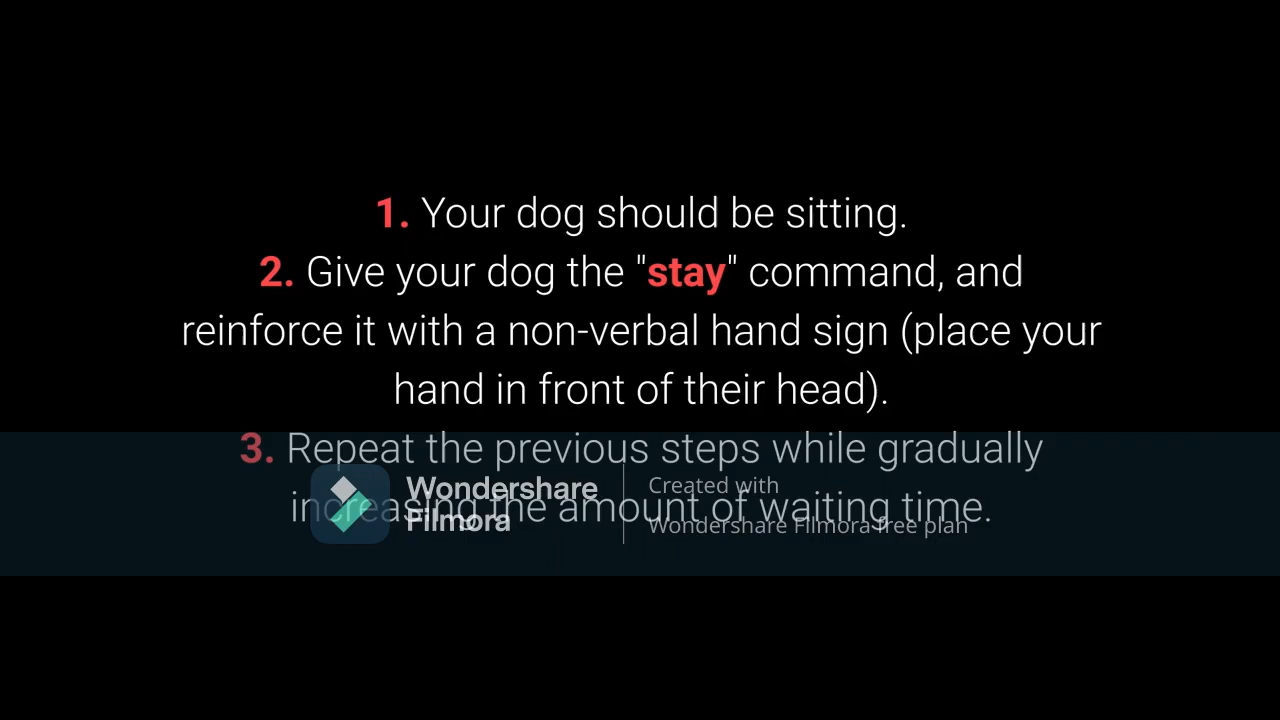 1. Your dog should be sitting.
2. Give your dog the "stay" command, and
reinforce it with a non-verbal hand sign (place your
hand in front of their head).
3. Repeat the previous steps while gradually
increasing the amount of waiting time.
Wondershare
Filmora
Created with
Wondershare Filmora free plan